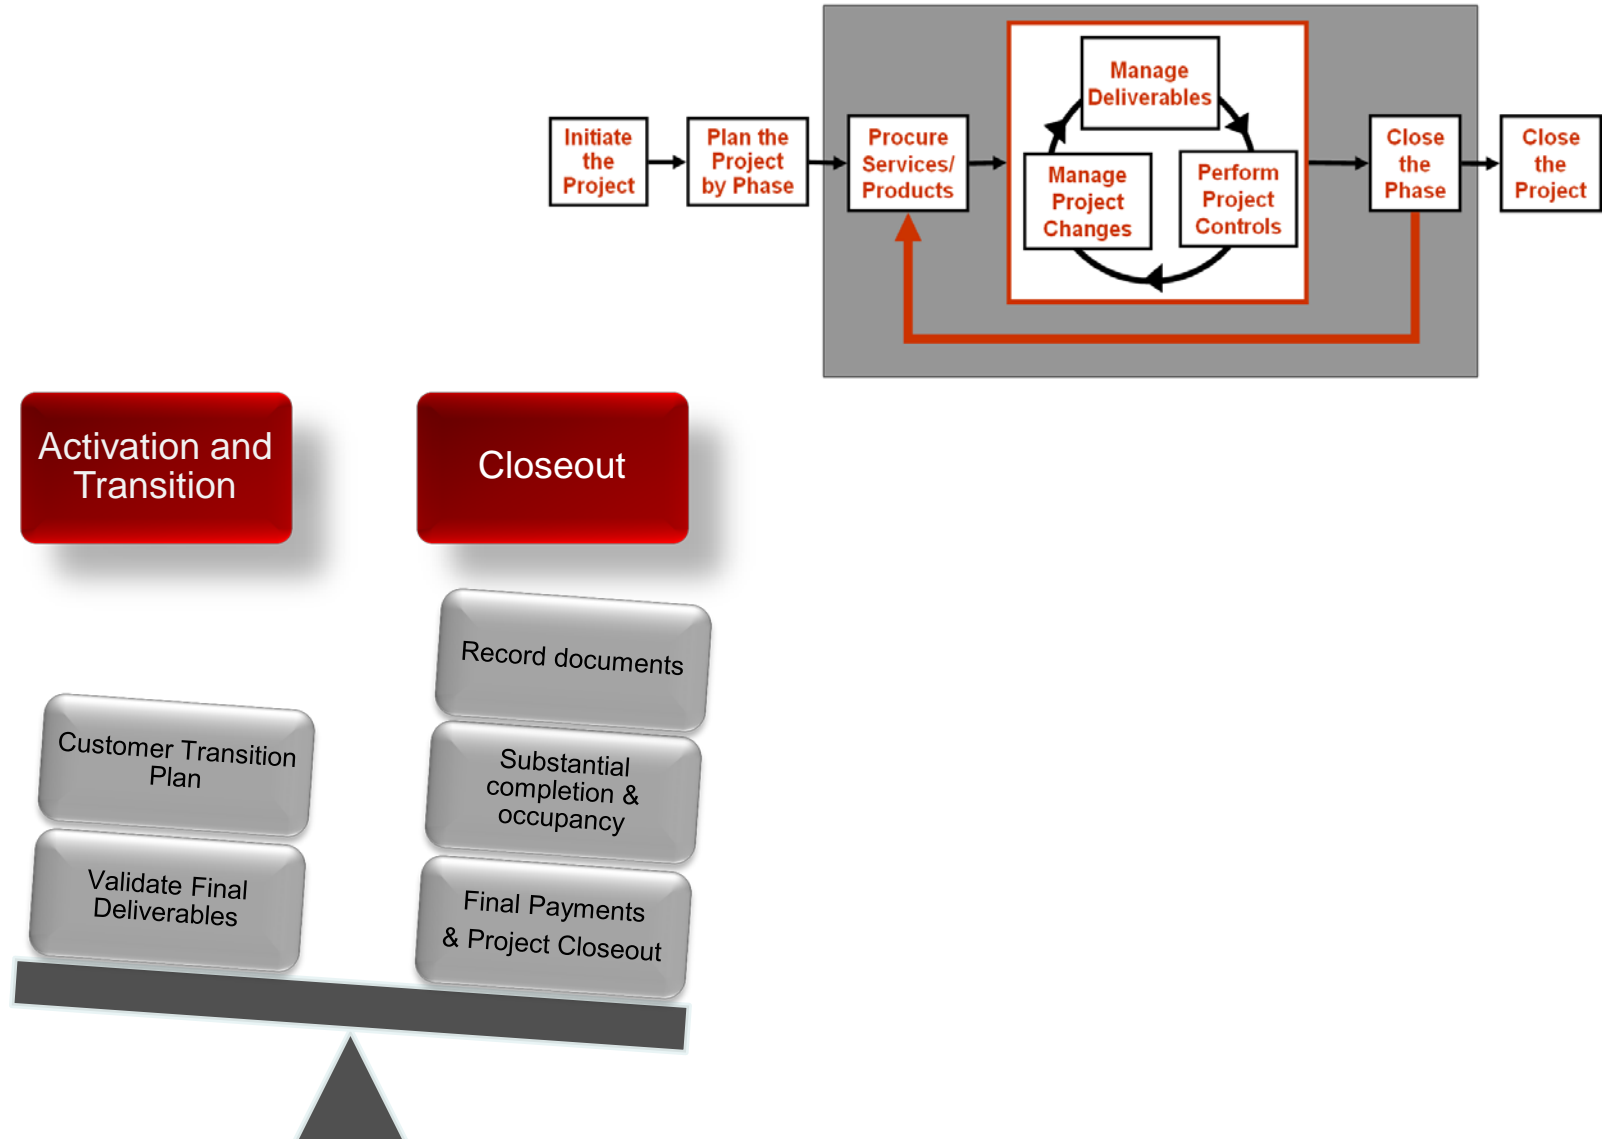 Initiate
the
Project
Plan the
Project
by Phase
Procure
Services/
Products
Manage
Deliverables
Manage
Project
Changes
Perform
Project
Controls
Close
the
Phase
Close
the
Project
Activation and
Transition
Closeout
Customer Transition
Plan
Validate Final
Deliverables
Record documents
Substantial
completion &
occupancy
Final Payments
& Project Closeout